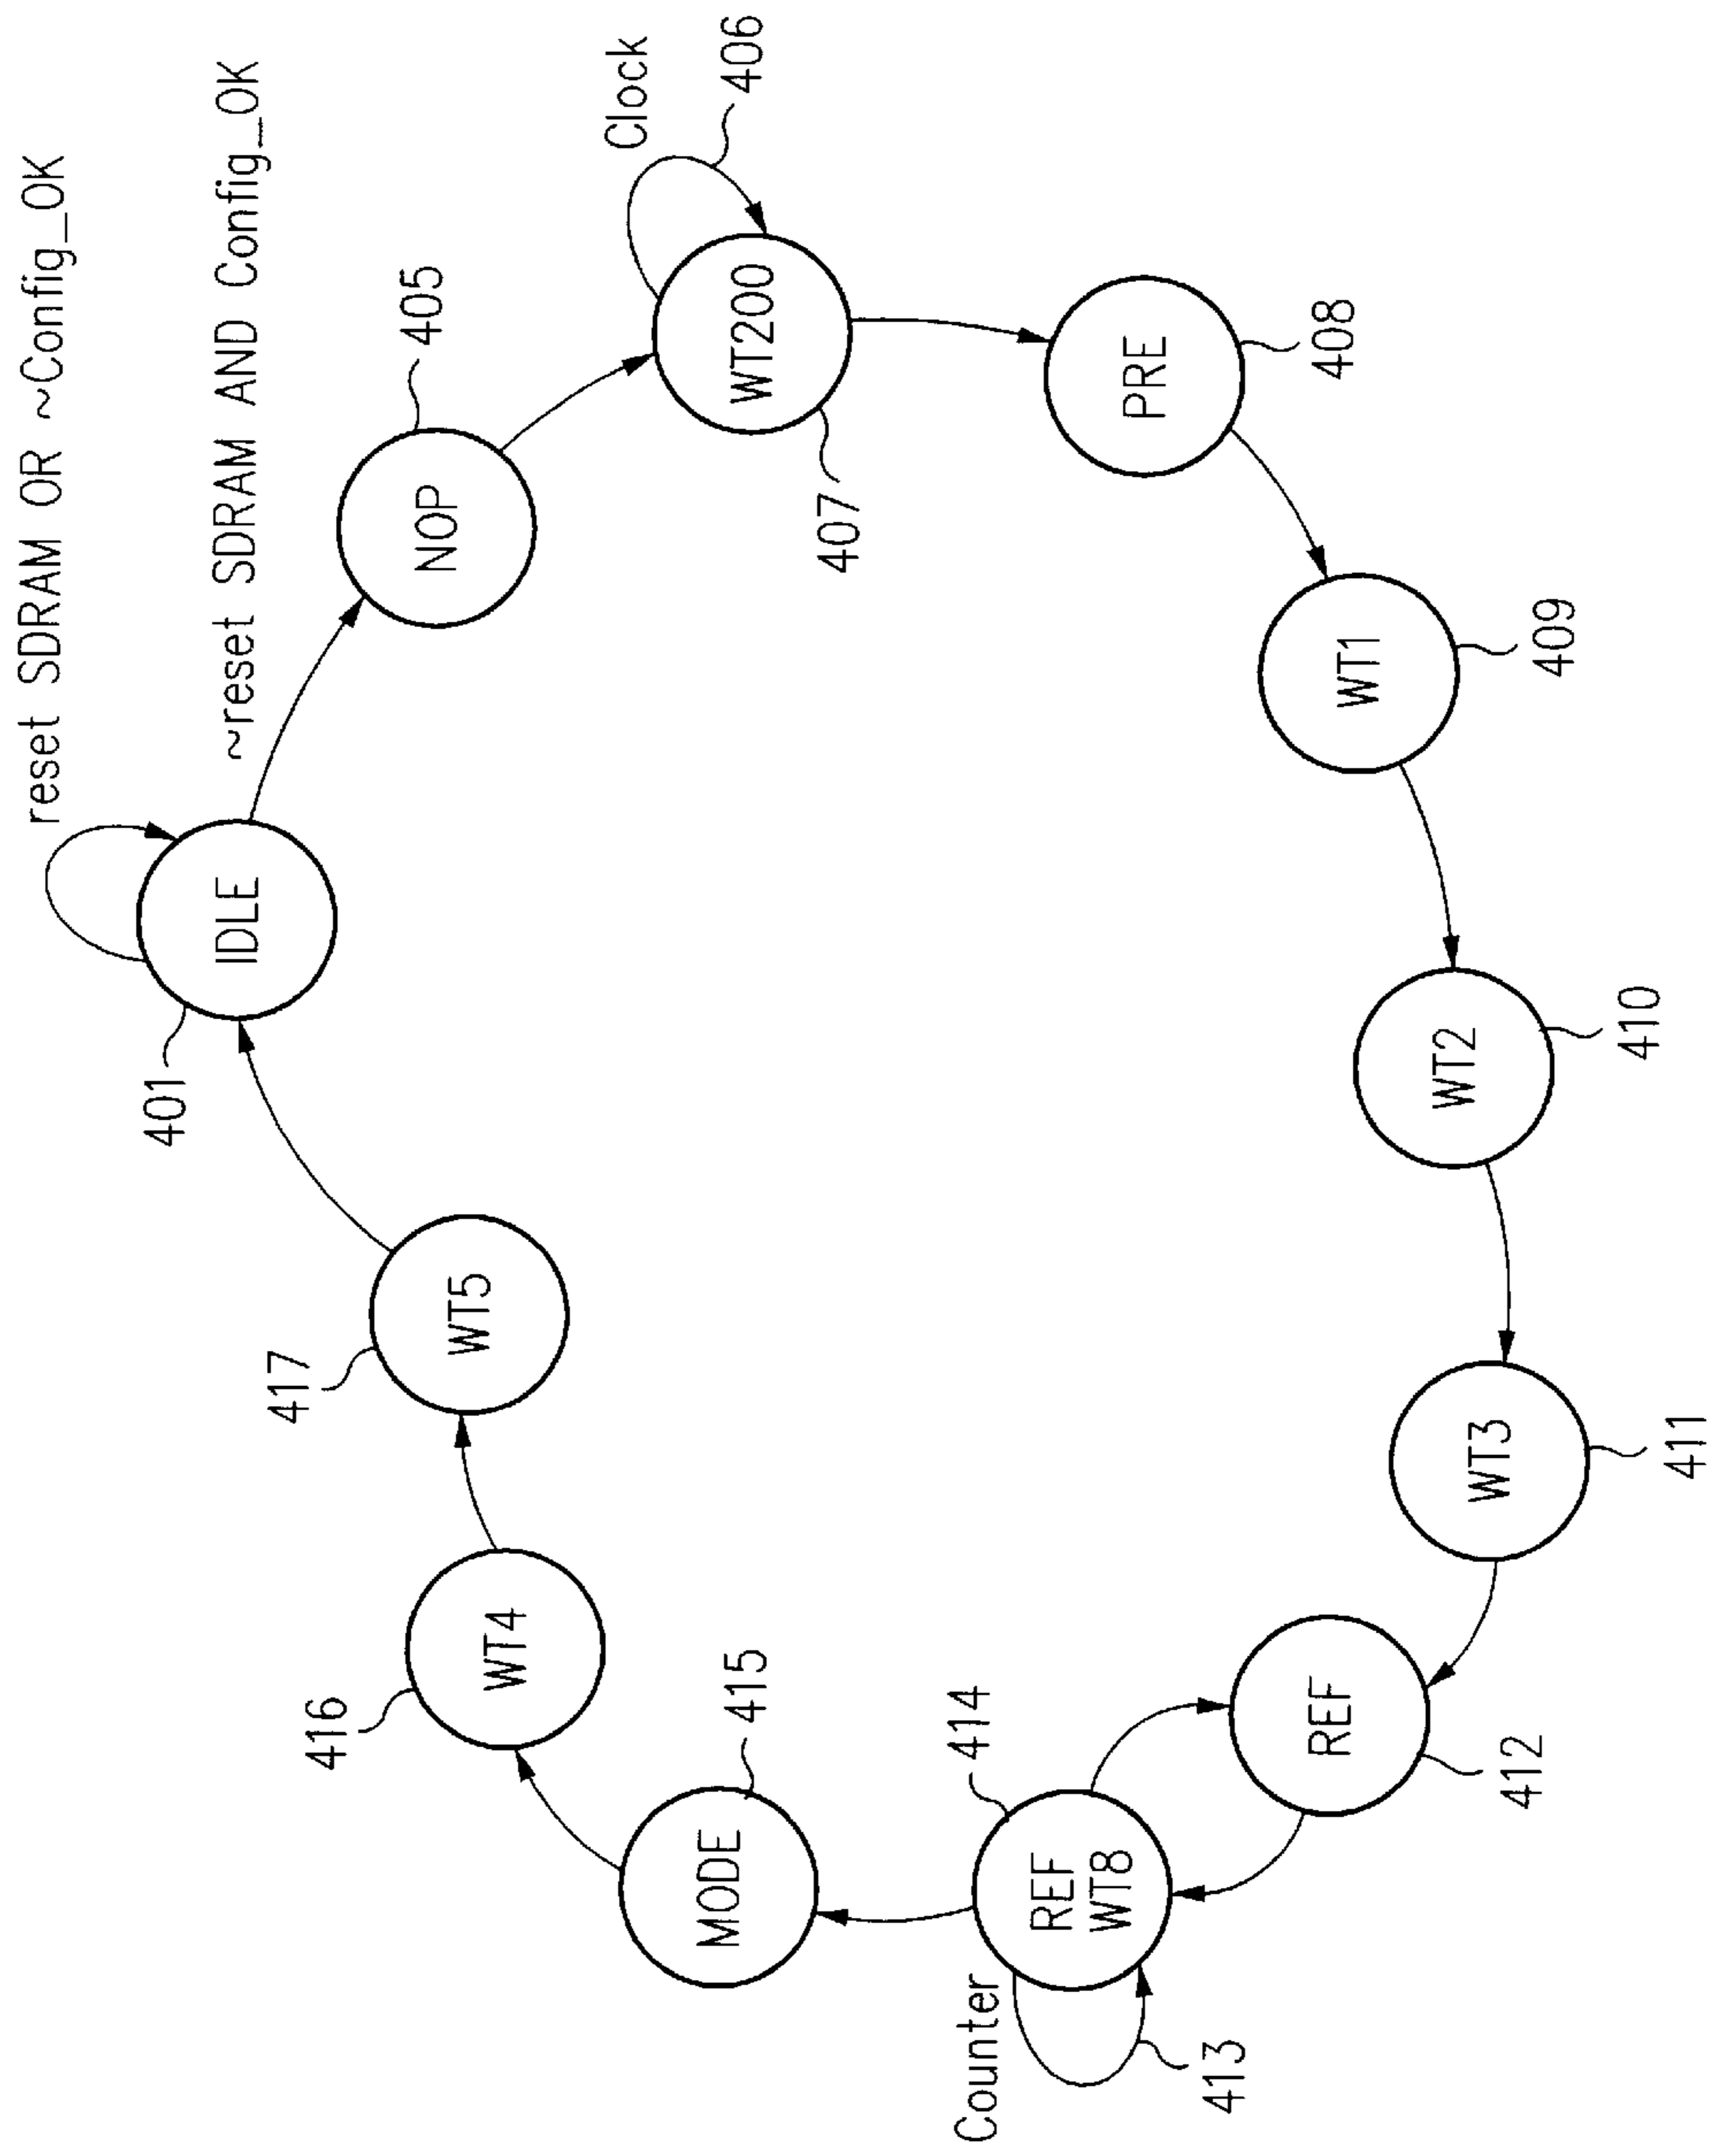 reset SDRAM OR ~Config_OK
~reset SDRAM AND Config_OK
IDLE
401
NOP
405
Clock
406
WT200
407
PRE
408
WT1
409
WT2
410
WT3
411
REF
412
REF
WT8
414
Counter
413
MODE
415
WT4
416
WT5
417